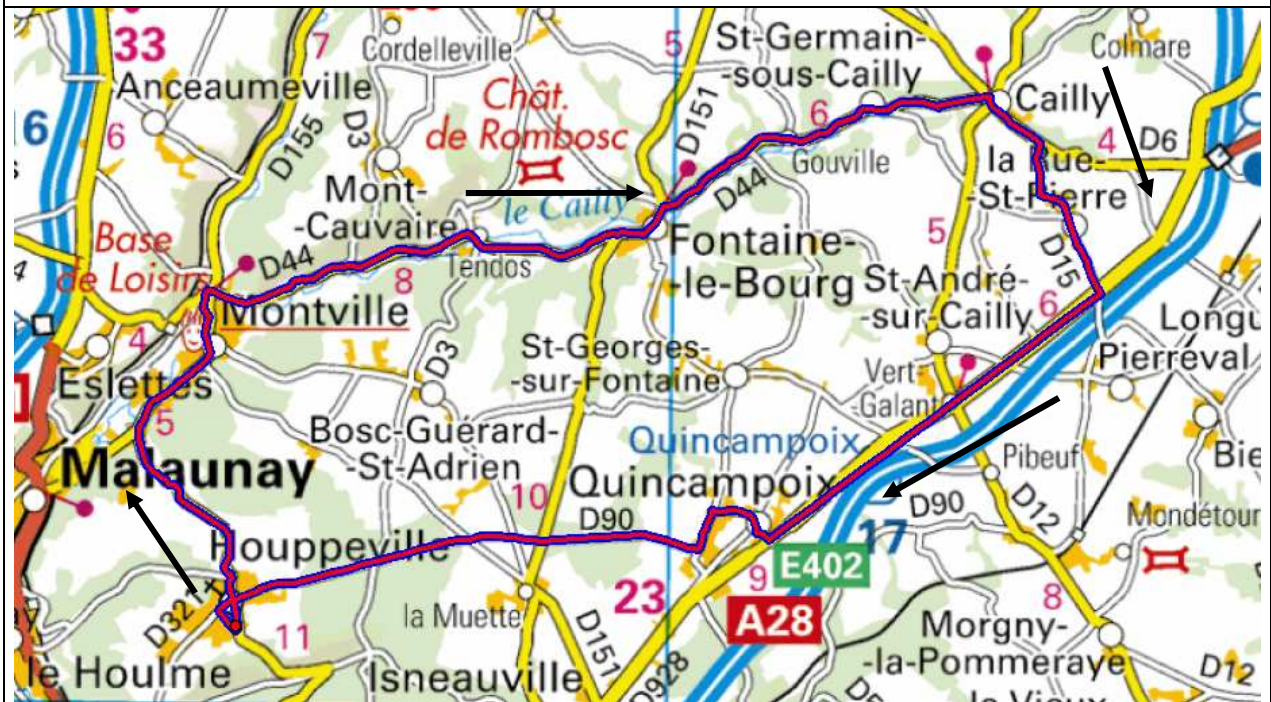 33
7
Cordelleville
5
St-Germain-
-sous-Cailly
Colmare
Anceaumeville
Chât.
de Rombosc
D151
6
Cailly
16
6
D155
D3
Gouville
4
D6
la Rue-
-St-Pierre
Mont-
-Cauvaire
le Cailly
D44
Base
de Loisirs
D44
8
Tendos
Fontaine-
-le-Bourg
5
D15
St-André-
-sur-Cailly
6
4
Montville
D3
St-Georges-
-sur-Fontaine
Vert-
-Galant
Longu
Pierreval
Eslettes
5
Bosc-Guérard-
-St-Adrien
Quincampoix
Pibeuf
Bie
Malaunay
10
Quincampoix
D90
D90
17
D12
Mondétour
Houppeville
E402
9
A28
23
8
D321
la Muette
11
D151
Morgny-
-la-Pommeraye
le Houlme
Isneauville
D928
D12
le Vieux